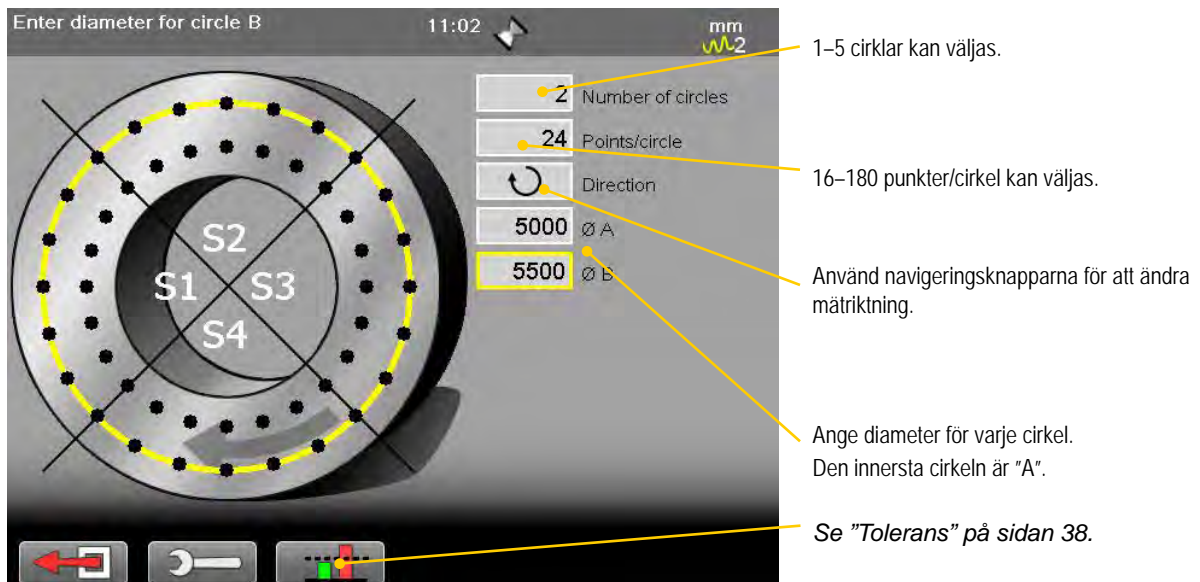 Enter diameter for circle B
11:02
mm
2
2 Number of circles
24 Points/circle
Direction
5000 Ø A
5500 Ø B
S2
S1 S3
S4
1–5 cirklar kan väljas.
16–180 punkter/cirkel kan väljas.
Använd navigeringsknapparna för att ändra
mätriktning.
Ange diameter för varje cirkel.
Den innersta cirkeln är "A".
Se "Tolerans" på sidan 38.